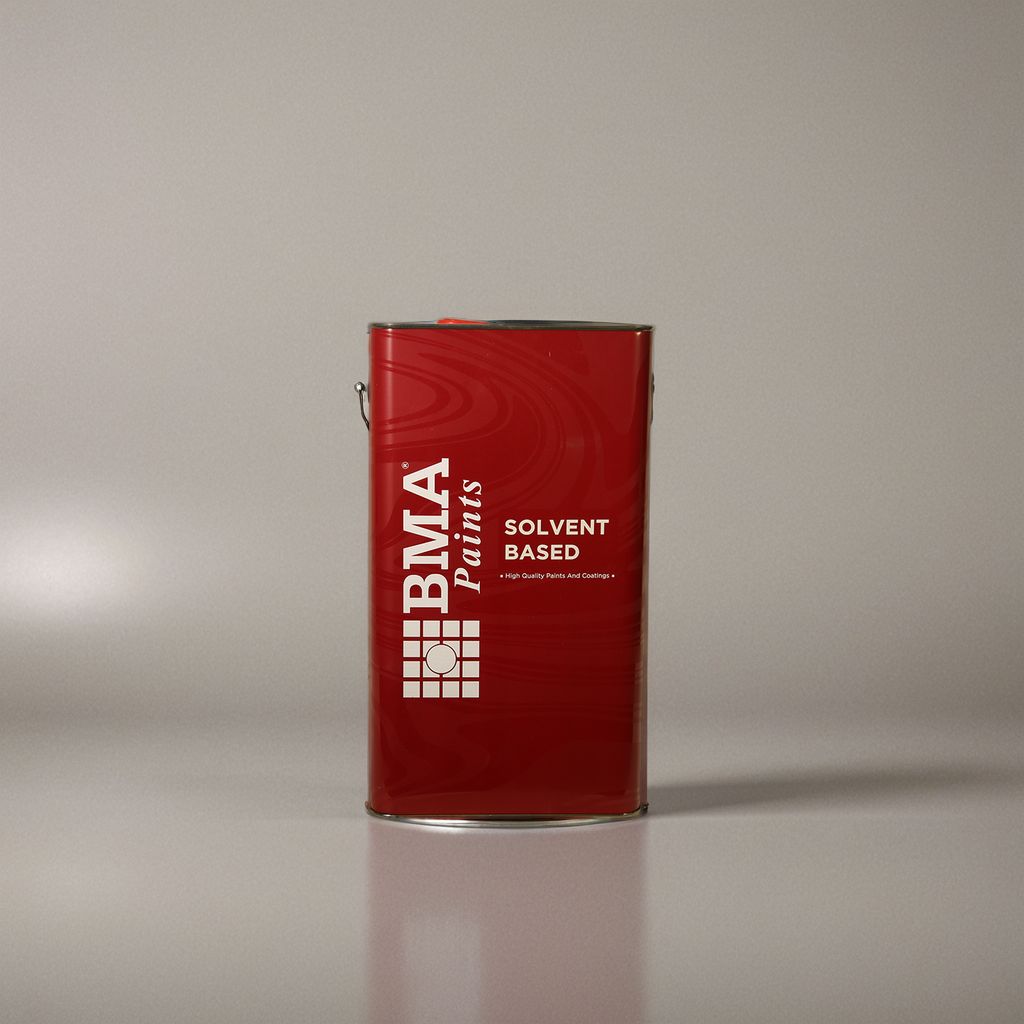 BMA®
Paints
SOLVENT
BASED
• High Quality Paints And Coatings •